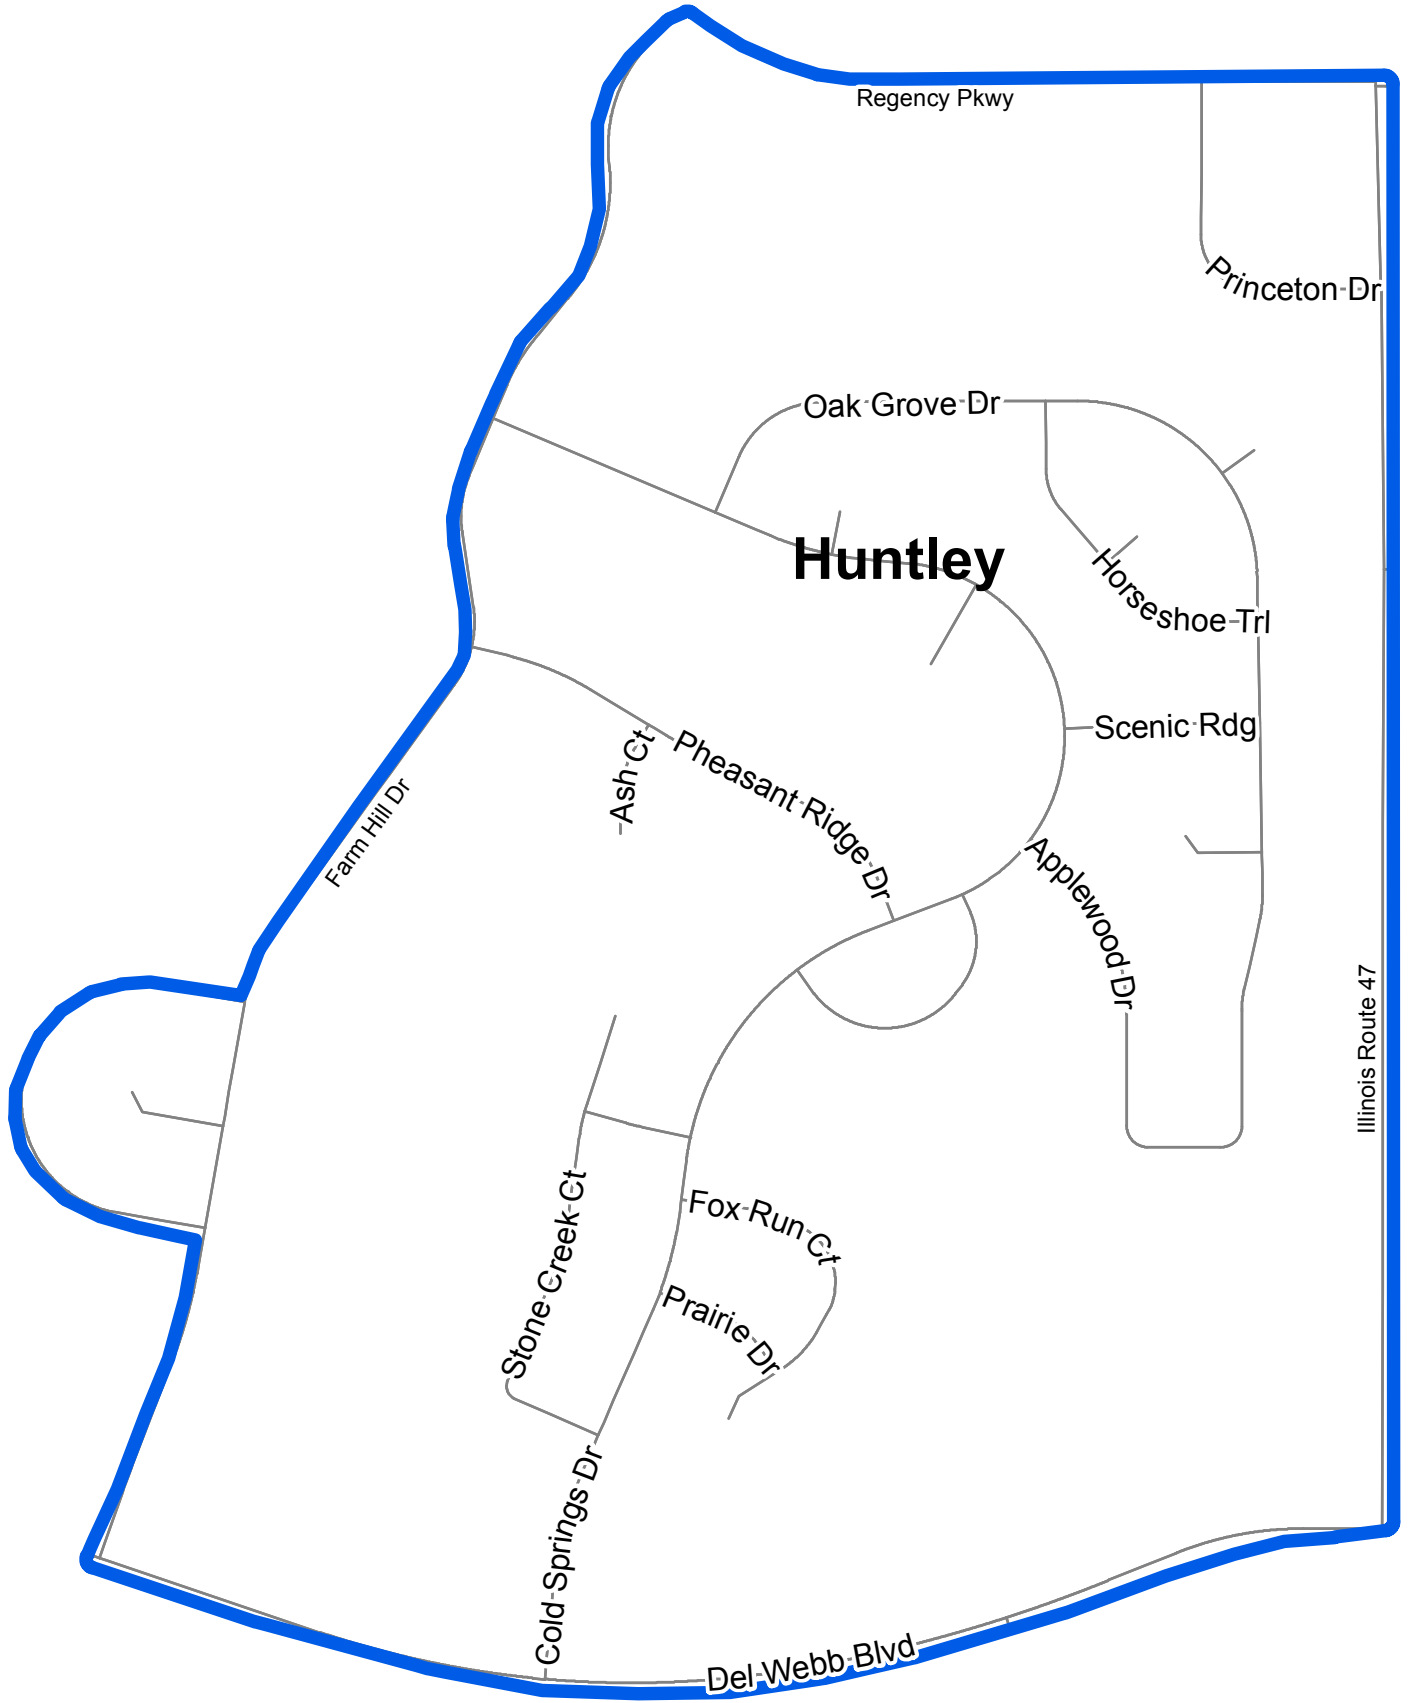 Regency Pkwy
Princeton Dr
Oak Grove Dr
Huntley
Horseshoe Trl
Scenic Rdg
Ash Ct
Pheasant Ridge Dr
Farm Hill Dr
Applewood Dr
Illinois Route 47
Stone Creek Ct
Fox Run Ct
Prairie Dr
Cold Springs Dr
Del Webb Blvd